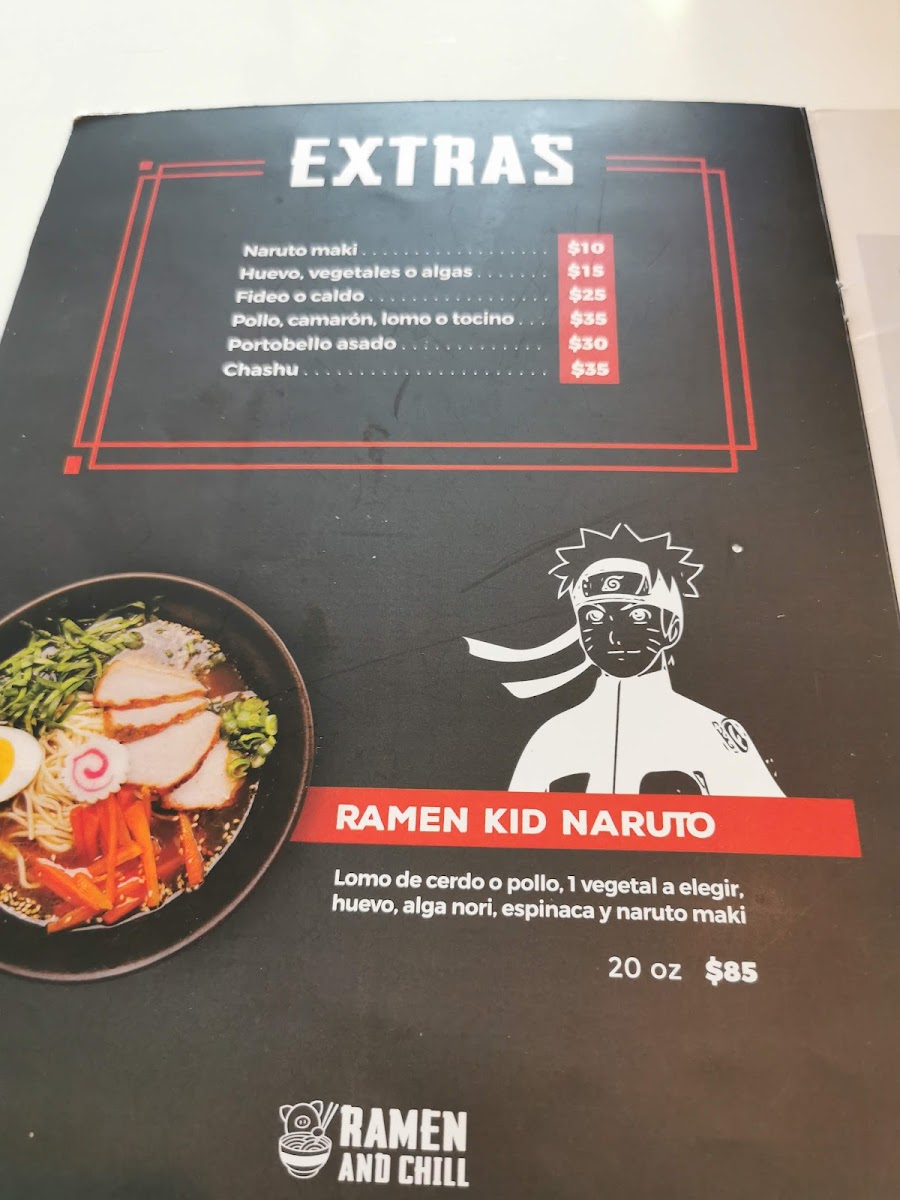 EXTRAS
Naruto maki . . . . . . . . . . . . . . . . . . . . $10
Huevo, vegetales o algas . . . . . . . . $15
Fideo o caldo . . . . . . . . . . . . . . . . . . . $25
Pollo, camarón, lomo o tocino . . . $35
Portobello asado . . . . . . . . . . . . . . . $30
Chashu . . . . . . . . . . . . . . . . . . . . . . . . $35
RAMEN KID NARUTO
Lomo de cerdo o pollo, 1 vegetal a elegir,
huevo, alga nori, espinaca y naruto maki
20 oz $85
RAMEN
AND CHILL